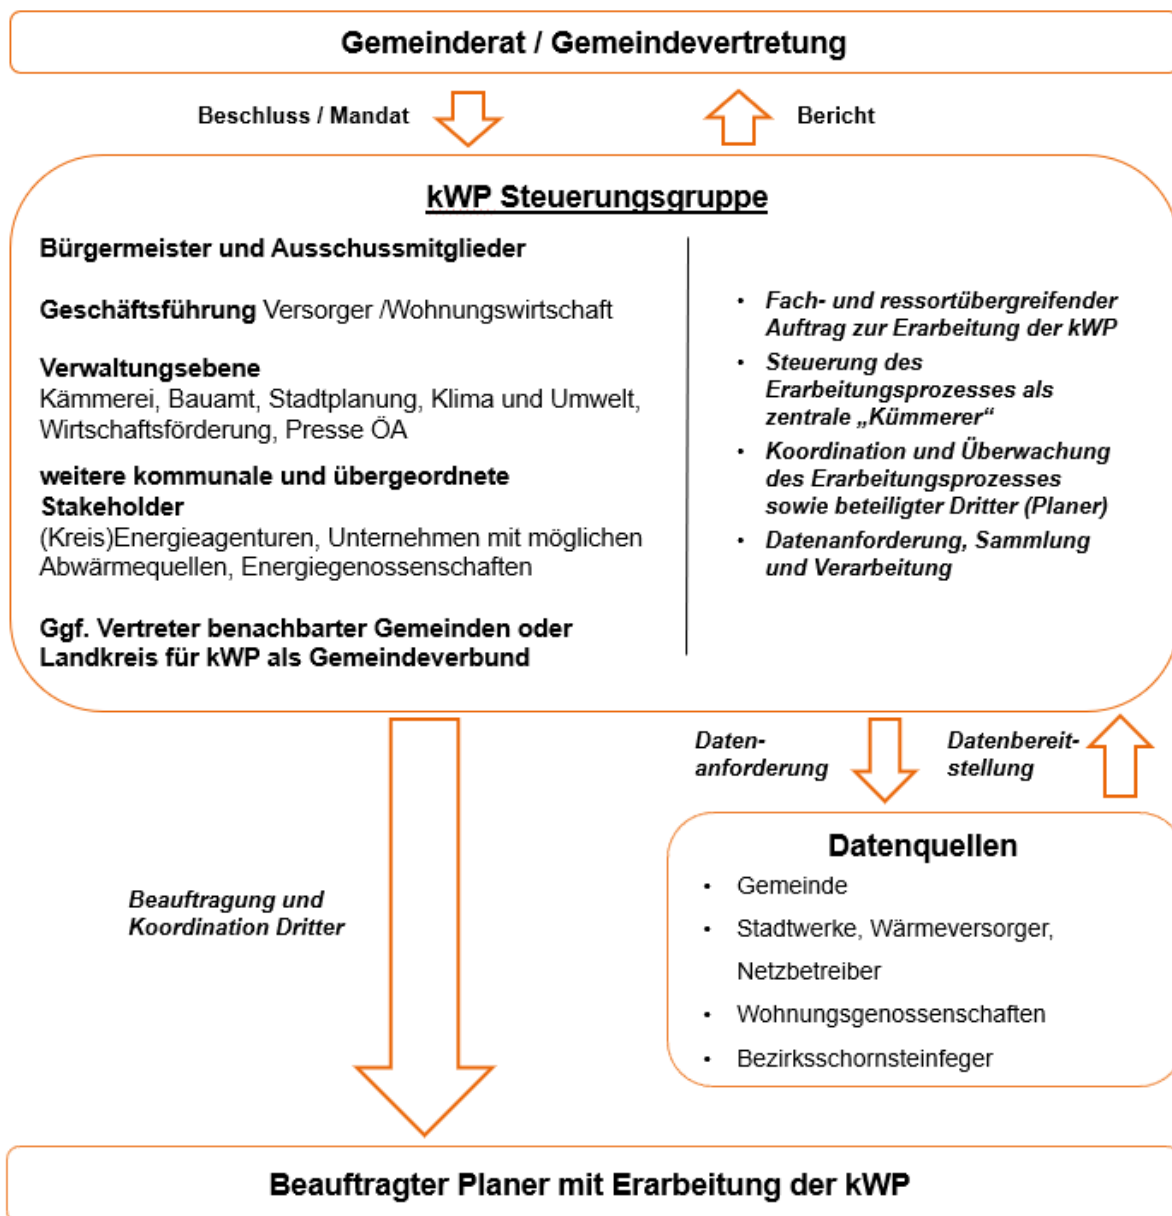 Gemeinderat / Gemeindevertretung
Beschluss / Mandat
Bericht
kWP Steuerungsgruppe
Bürgermeister und Ausschussmitglieder
Geschäftsführung Versorger /Wohnungswirtschaft
Verwaltungsebene
Kämmerei, Bauamt, Stadtplanung, Klima und Umwelt,
Wirtschaftsförderung, Presse ÖA
weitere kommunale und übergeordnete
Stakeholder
(Kreis)Energieagenturen, Unternehmen mit möglichen
Abwärmequellen, Energiegenossenschaften
Ggf. Vertreter benachbarter Gemeinden oder
Landkreis für kWP als Gemeindeverbund
• Fach- und ressortübergreifender
Auftrag zur Erarbeitung der kWP
• Steuerung des
Erarbeitungsprozesses als
zentrale „Kümmerer“
• Koordination und Überwachung
des Erarbeitungsprozesses
sowie beteiligter Dritter (Planer)
• Datenanforderung, Sammlung
und Verarbeitung
Daten-
anforderung
Datenbereit-
stellung
Datenquellen
• Gemeinde
• Stadtwerke, Wärmeversorger,
Netzbetreiber
• Wohnungsgenossenschaften
• Bezirksschornsteinfeger
Beauftragung und
Koordination Dritter
Beauftragter Planer mit Erarbeitung der kWP